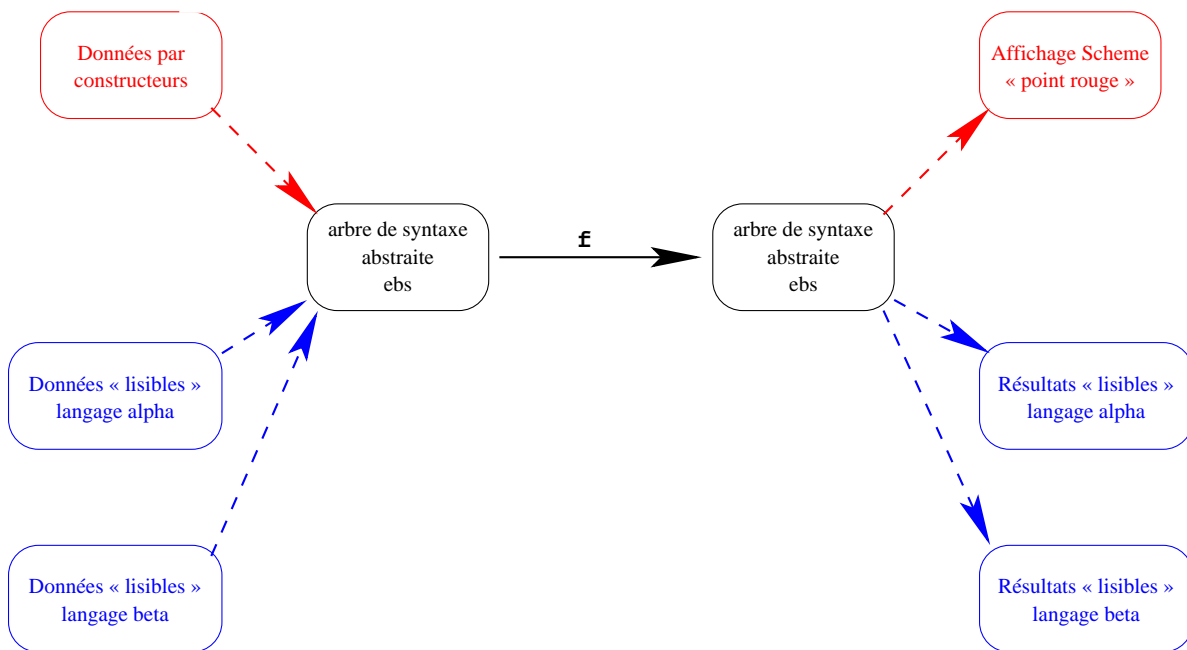 Données par
constructeurs
Affichage Scheme
« point rouge »
arbre de syntaxe
abstraite
ebs
f
arbre de syntaxe
abstraite
ebs
Données « lisibles »
langage alpha
Résultats « lisibles »
langage alpha
Données « lisibles »
langage beta
Résultats « lisibles »
langage beta